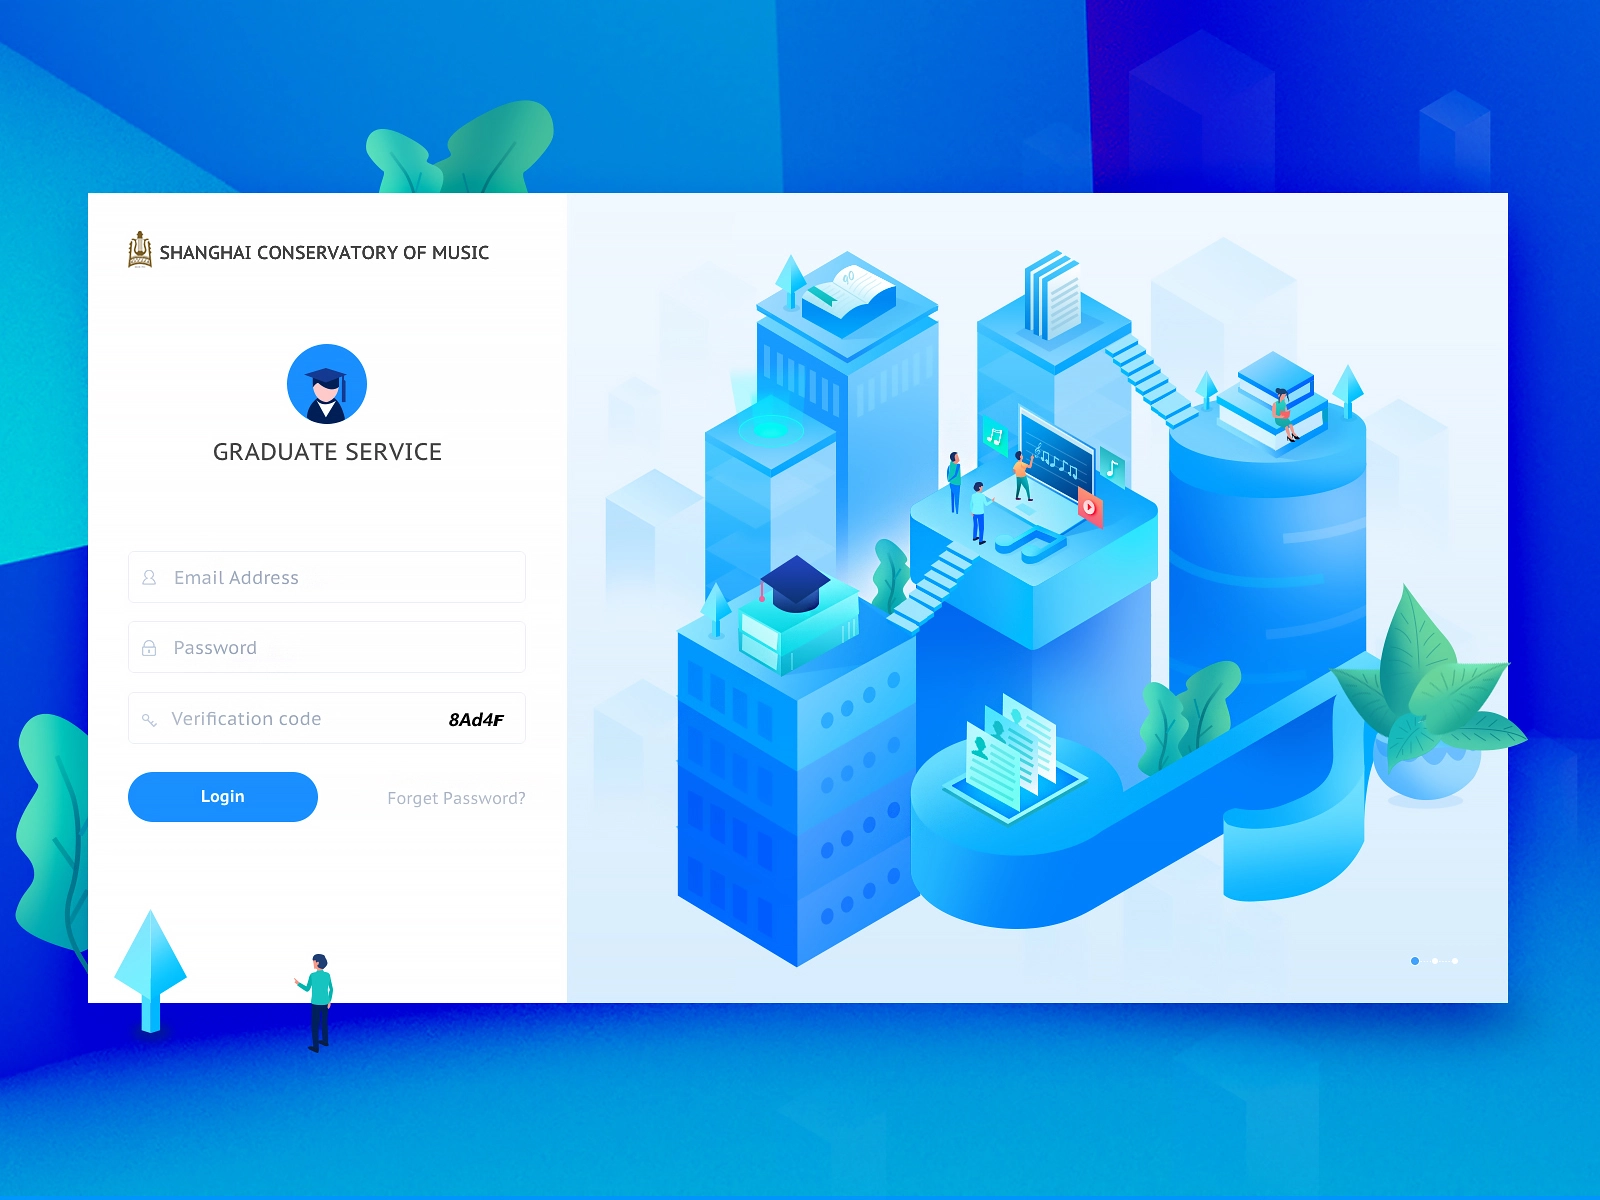 SHANGHAI CONSERVATORY OF MUSIC
GRADUATE SERVICE
Email Address
Password
Verification code
8Ad4F
Login
Forget Password?